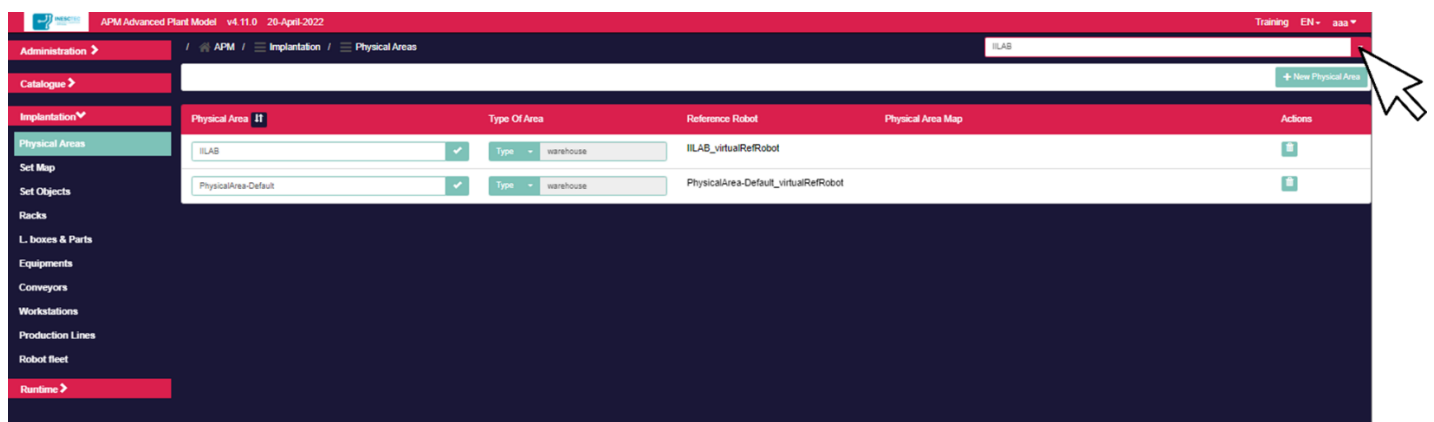 INESCTEC
APM Advanced Plant Model v4.11.0 20-April-2022
Training EN aaa
Administration
/ APM / Implantation / Physical Areas
IILAB
Catalogue
+ New Physical Area
Implantation
Physical Area
Type Of Area
Reference Robot
Physical Area Map
Actions
Physical Areas
IILAB
Type
warehouse
IILAB_virtualRefRobot
Set Map
PhysicalArea-Default
Type
warehouse
PhysicalArea-Default_virtualRefRobot
Set Objects
Racks
L. boxes & Parts
Equipments
Conveyors
Workstations
Production Lines
Robot fleet
Runtime